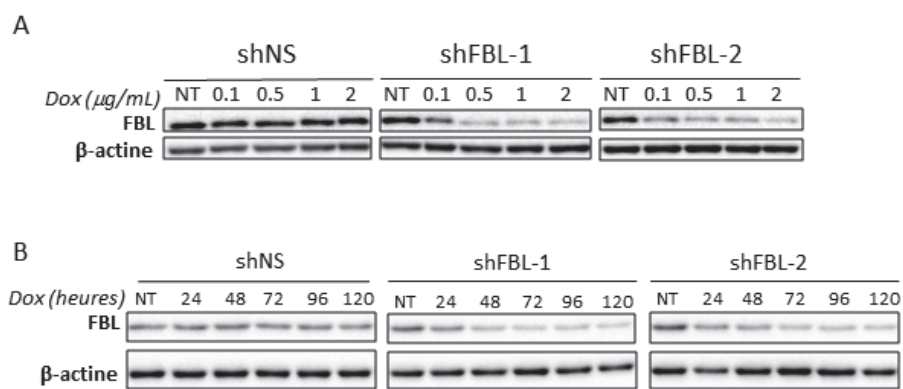 A
shNS shFBL-1 shFBL-2
Dox (μg/mL) NT 0.1 0.5 1 2 NT 0.1 0.5 1 2 NT 0.1 0.5 1 2
FBL
β-actine
B
shNS shFBL-1 shFBL-2
Dox (heures) NT 24 48 72 96 120 NT 24 48 72 96 120 NT 24 48 72 96 120
FBL
β-actine